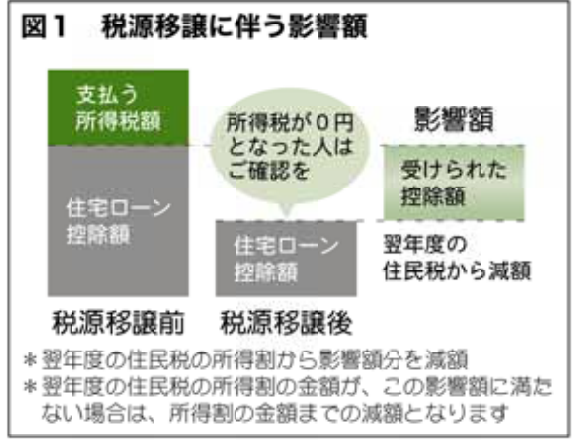 図1　税源移譲に伴う影響額
支払う
所得税額
住宅ローン
控除額
税源移譲前
所得税が０円
となった人は
ご確認を
住宅ローン
控除額
税源移譲後
影響額
受けられた
控除額
翌年度の
住民税から減額
＊翌年度の住民税の所得割から影響額分を減額
＊翌年度の住民税の所得割の金額が、この影響額に満た
ない場合は、所得割の金額までの減額となります